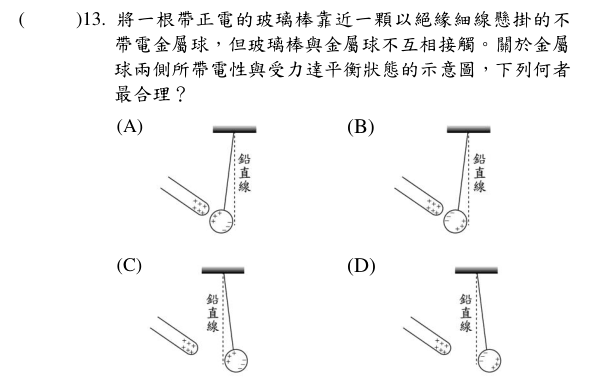 (　　)13. 將一根帶正電的玻璃棒靠近一顆以絕緣細線懸掛的不
帶電金屬球，但玻璃棒與金屬球不互相接觸。關於金屬
球兩側所帶電性與受力達平衡狀態的示意圖，下列何者
最合理？
(A) (B)
鉛直線 鉛直線
(C) (D)
鉛直線 鉛直線